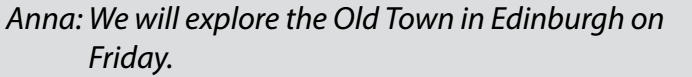 Anna: We will explore the Old Town in Edinburgh on
Friday.